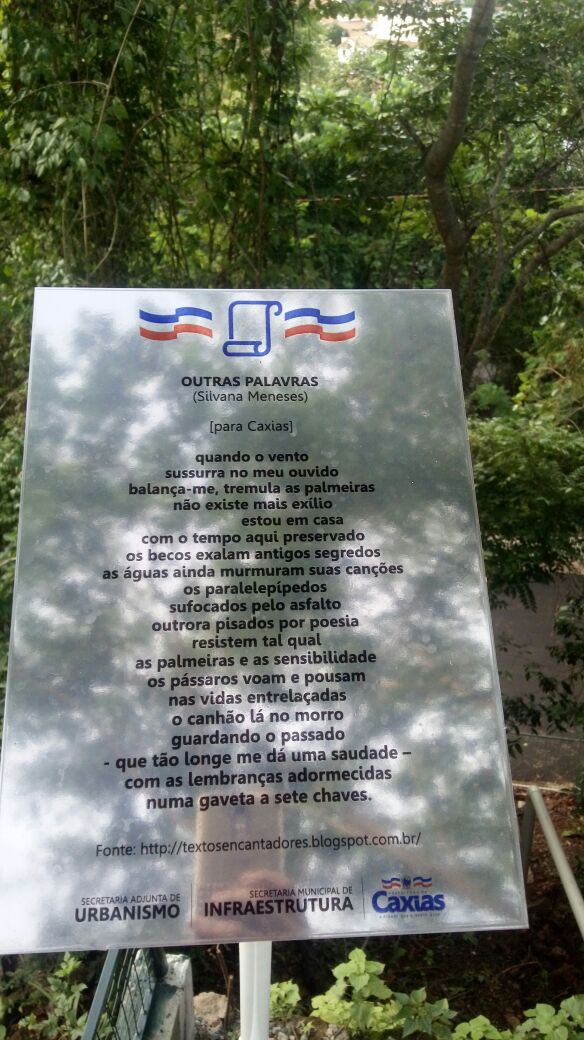 OUTRAS PALAVRAS
(Silvana Meneses)
[para Caxias]
quando o vento
sussurra no meu ouvido
balança-me, tremula as palmeiras
não existe mais exílio
estou em casa
com o tempo aqui preservado
os becos exalam antigos segredos
as águas ainda murmuram suas canções
os paralelepípedos
sufocados pelo asfalto
outrora pisados por poesia
resistem tal qual
as palmeiras e as sensibilidade
os pássaros voam e pousam
nas vidas entrelaçadas
o canhão lá no morro
guardando o passado
- que tão longe me dá uma saudade –
com as lembranças adormecidas
numa gaveta a sete chaves.
Fonte: http://textosencantadores.blogspot.com.br/
SECRETARIA ADJUNTA DE
URBANISMO
SECRETARIA MUNICIPAL DE
INFRAESTRUTURA
Caxias